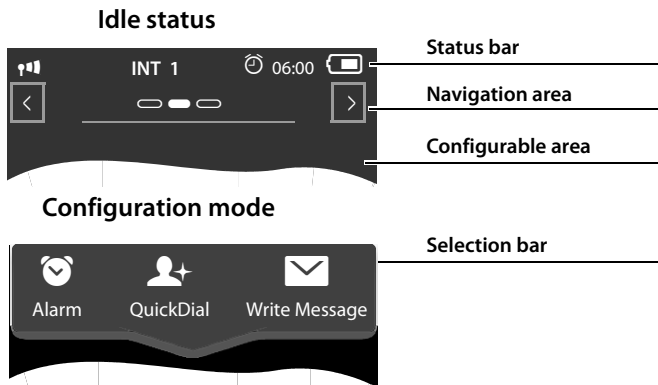 Idle status
INT 1 06:00
Status bar
Navigation area
Configurable area
Configuration mode
Selection bar
Alarm QuickDial Write Message